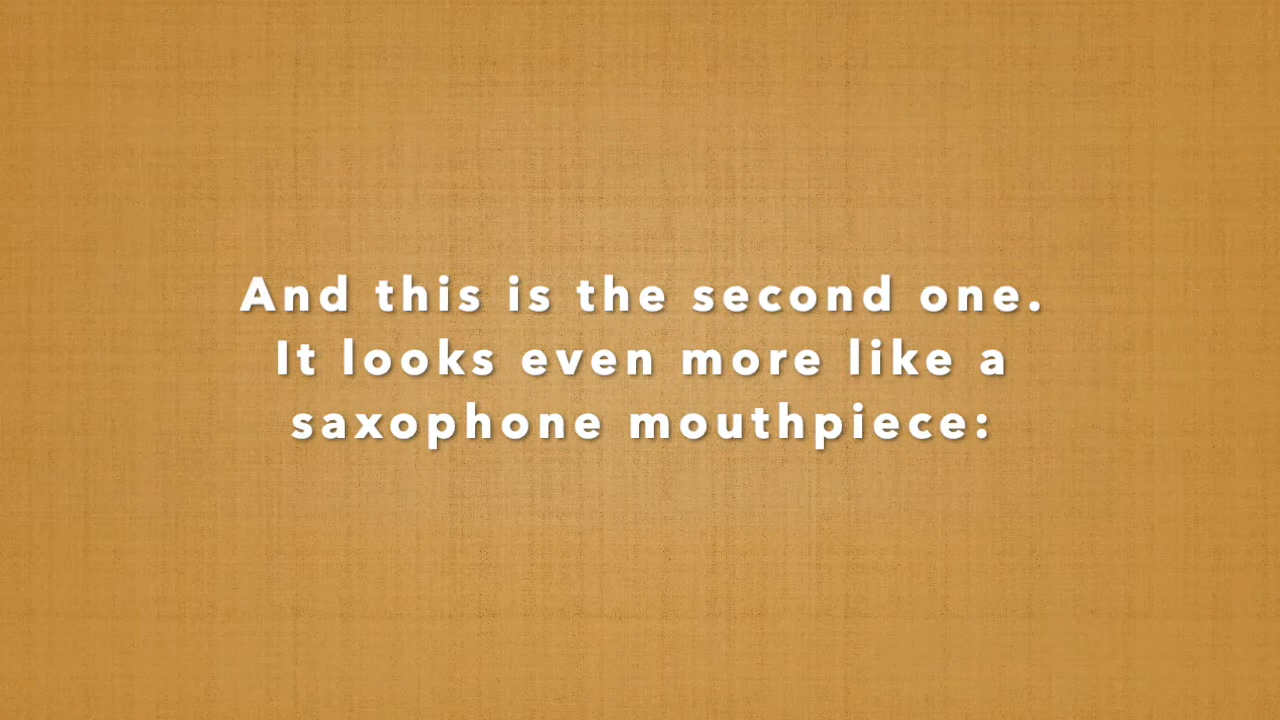 And this is the second one.
It looks even more like a
saxophone mouthpiece: